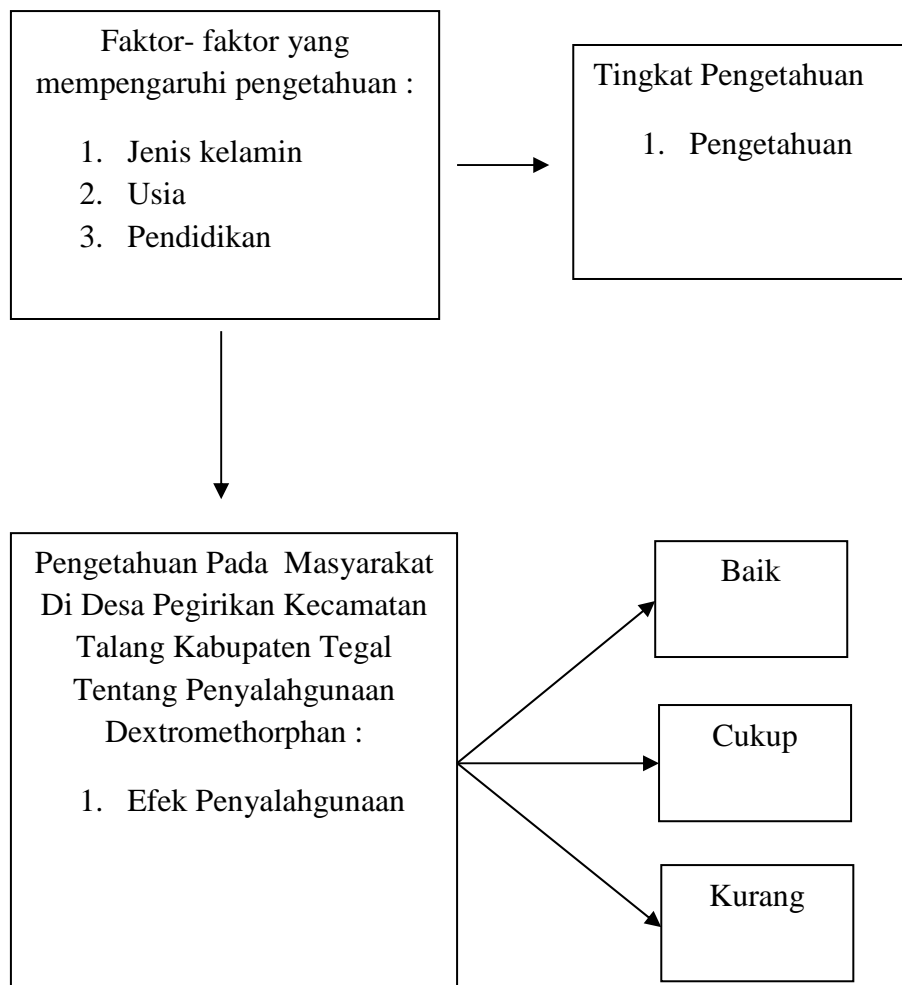 Faktor- faktor yang
mempengaruhi pengetahuan :
1. Jenis kelamin
2. Usia
3. Pendidikan
Tingkat Pengetahuan
1. Pengetahuan
Pengetahuan Pada Masyarakat
Di Desa Pegirikan Kecamatan
Talang Kabupaten Tegal
Tentang Penyalahgunaan
Dextromethorphan :
1. Efek Penyalahgunaan
Baik
Cukup
Kurang